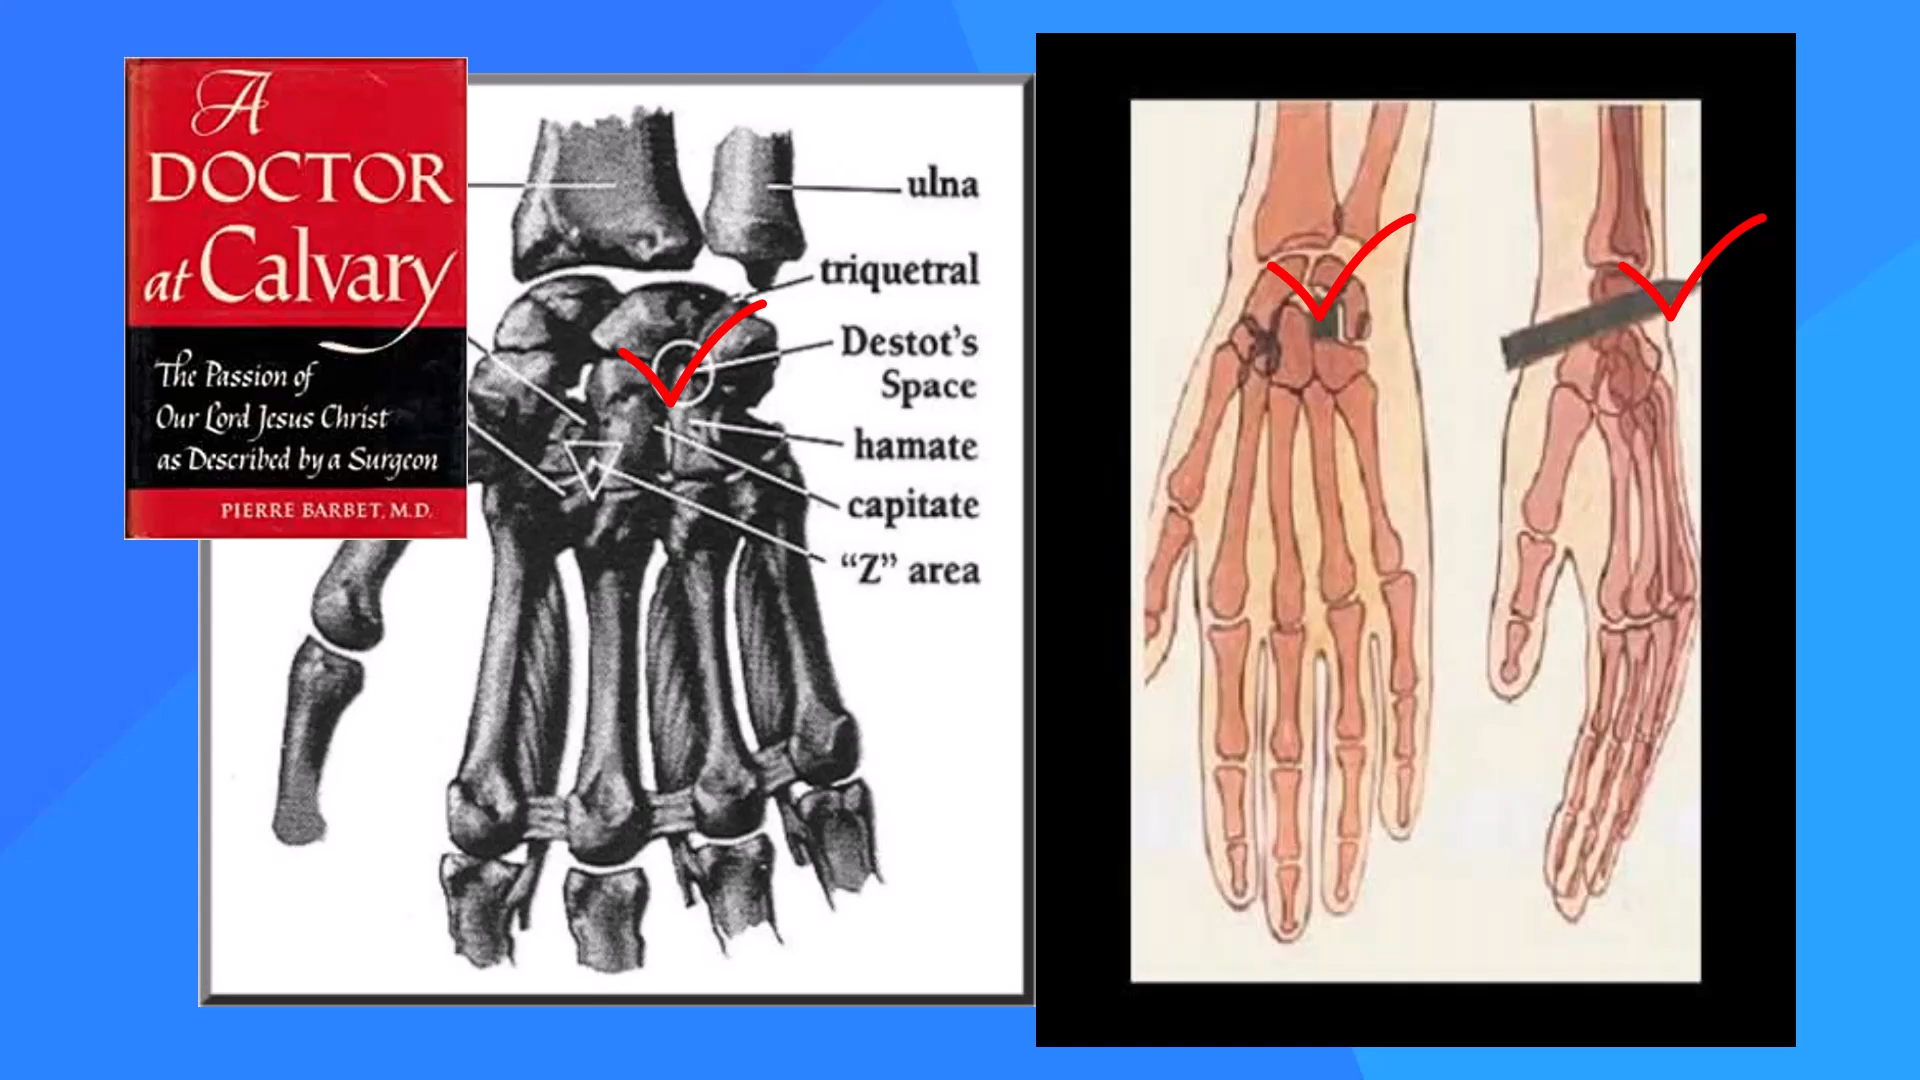 A
DOCTOR
at Calvary
The Passion of
Our Lord Jesus Christ
as Described by a Surgeon
PIERRE BARBET, M.D.
ulna
triquetral
Destot's
Space
hamate
capitate
“Z” area